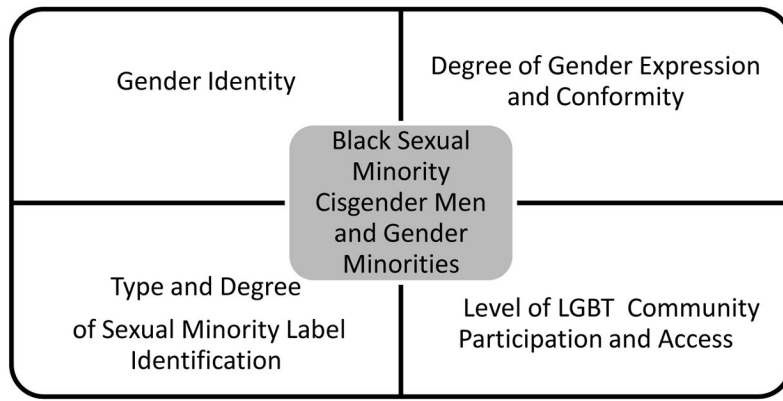 Gender Identity
Degree of Gender Expression
and Conformity
Black Sexual
Minority
Cisgender Men
and Gender
Minorities
Type and Degree
of Sexual Minority Label
Identification
Level of LGBT Community
Participation and Access